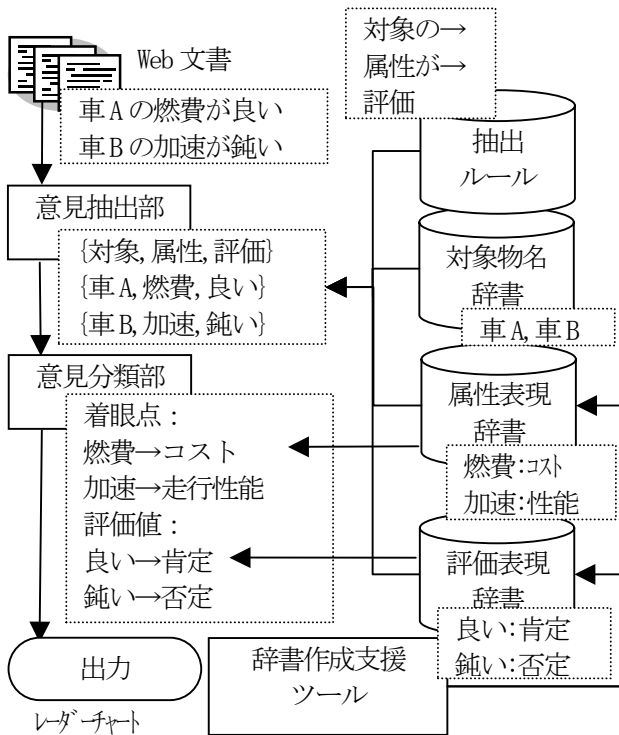 Web 文書
車Aの燃費が良い
車Bの加速が鈍い
意見抽出部
{対象,属性,評価}
{車A,燃費,良い}
{車B,加速,鈍い}
意見分類部
着眼点：
燃費→コスト
加速→走行性能
評価値：
良い→肯定
鈍い→否定
出力
レーダーチャート
対象の→
属性が→
評価
抽出
ルール
対象物名
辞書
車A,車B
属性表現
辞書
燃費:コスト
加速:性能
評価表現
辞書
良い:肯定
鈍い:否定
辞書作成支援
ツール